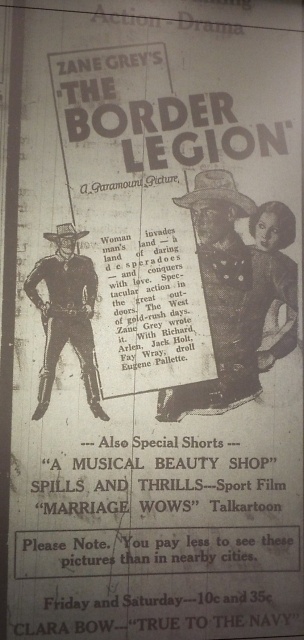 Action-Drama
ZANE GREY'S
"THE
BORDER
LEGION"
A Paramount Picture.
Woman invades
man's land — a
land of daring
desperadoes
— and conquers
with love. Spec-
tacular action in
the great out-
doors. The West
of gold-rush days.
Zane Grey wrote
it. With Richard
Arlen, Jack Holt,
Fay Wray, droll
Eugene Pallette.
--- Also Special Shorts ---
"A MUSICAL BEAUTY SHOP"
SPILLS AND THRILLS---Sport Film
"MARRIAGE WOWS" Talkartoon
Please Note. You pay less to see these
pictures than in nearby cities.
Friday and Saturday---10c and 35c
CLARA BOW---"TRUE TO THE NAVY"